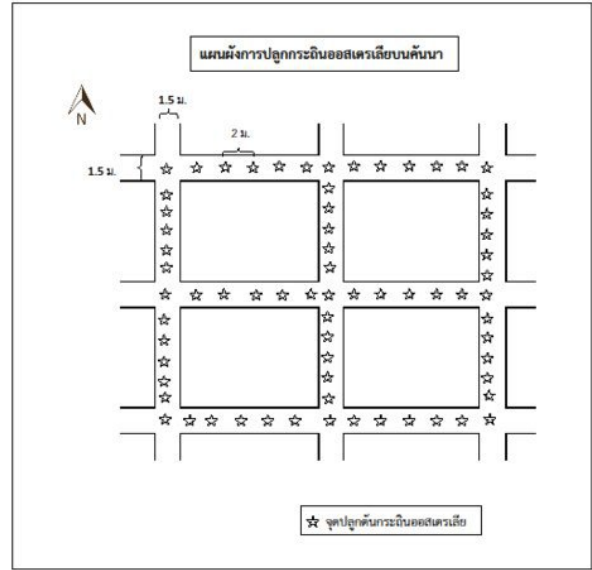 แผนผังการปลูกกระถินออสเตรเลียบนคันนา
1.5 ม.
N
2 ม.
1.5 ม.
จุดปลูกต้นกระถินออสเตรเลีย